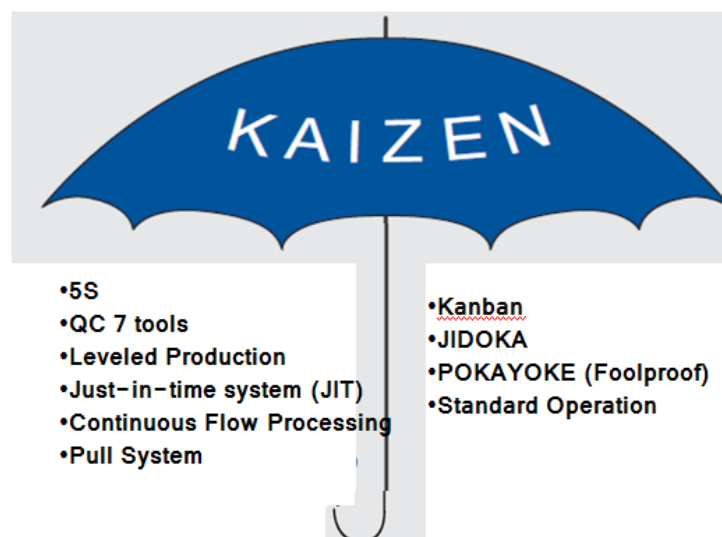 KAIZEN
•5S
•QC 7 tools
•Leveled Production
•Just-in-time system (JIT)
•Continuous Flow Processing
•Pull System
•Kanban
•JIDOKA
•POKAYOKE (Foolproof)
•Standard Operation